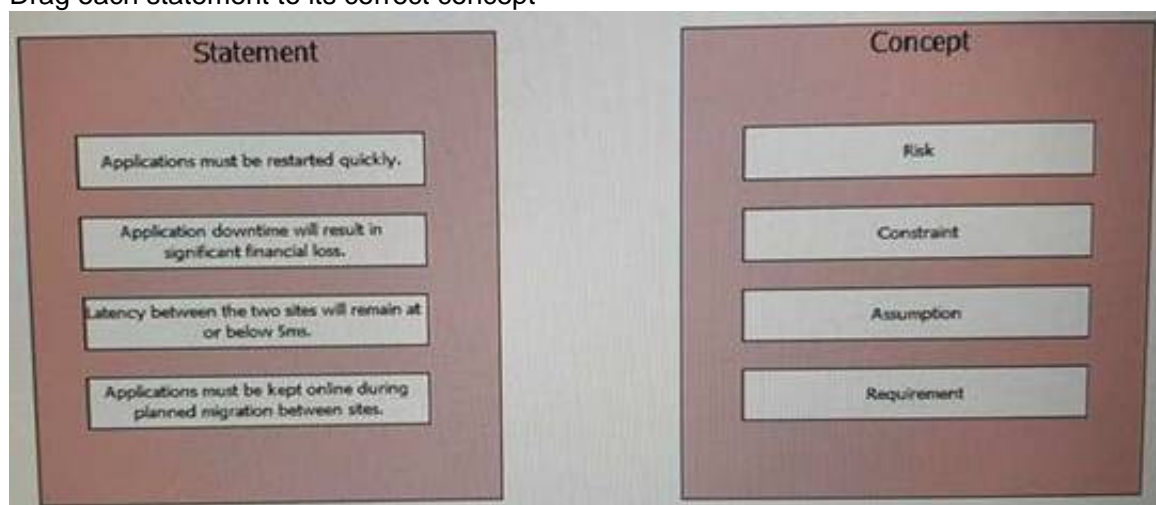 Drag each statement to its correct concept
Statement
Applications must be restarted quickly.
Application downtime will result in
significant financial loss.
Latency between the two sites will remain at
or below 5ms.
Applications must be kept online during
planned migration between sites.
Concept
Risk
Constraint
Assumption
Requirement